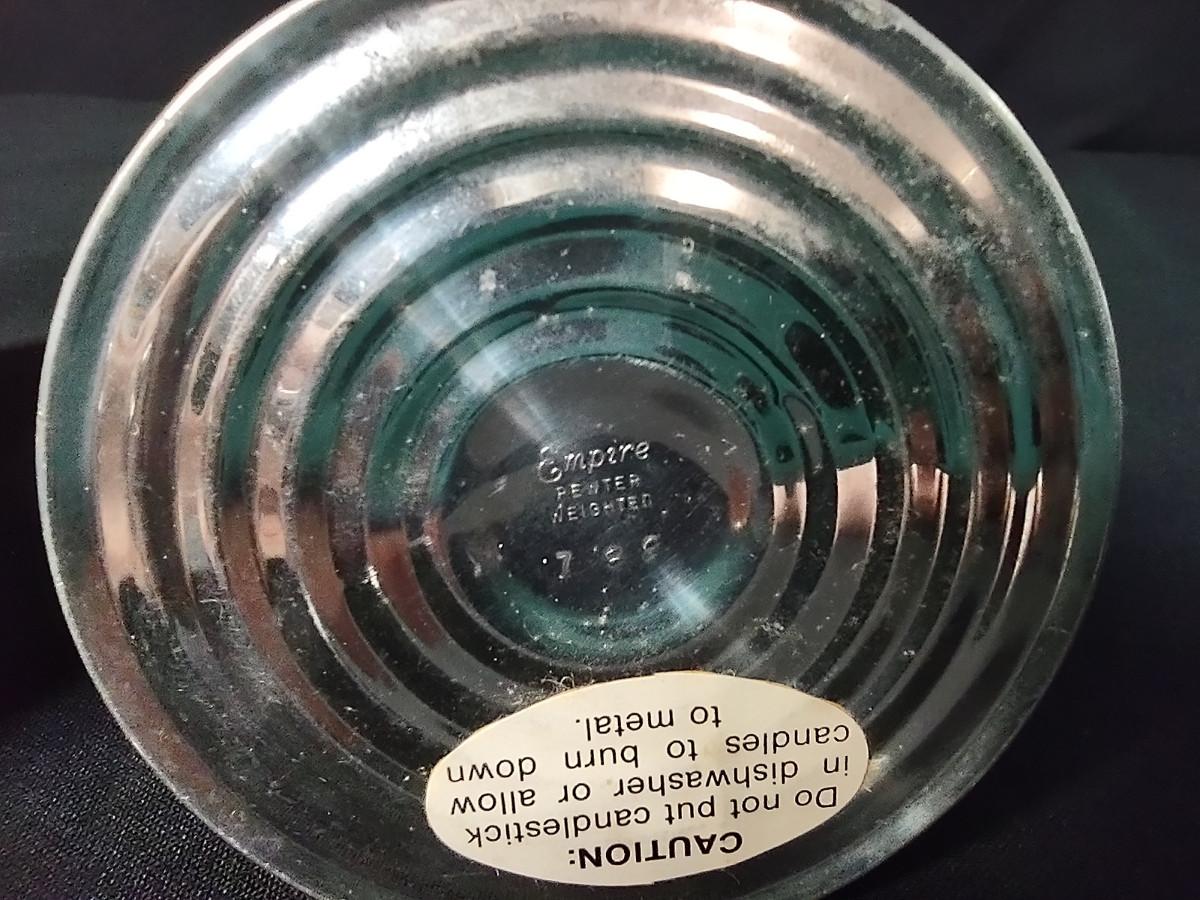 Empire
PEWTER
WEIGHTED
CAUTION:
Do not put candlestick
in dishwasher or allow
candles to burn down
to metal.